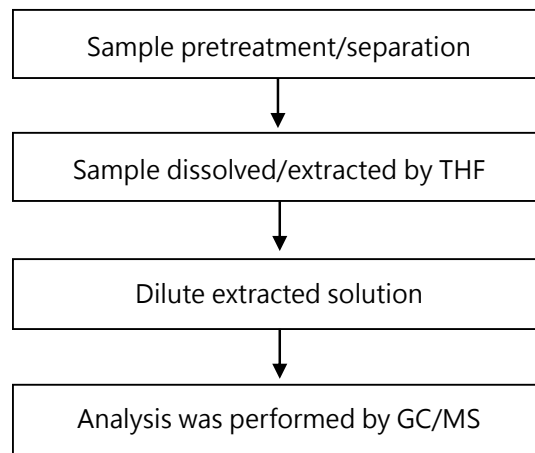 Sample pretreatment/separation
Sample dissolved/extracted by THF
Dilute extracted solution
Analysis was performed by GC/MS